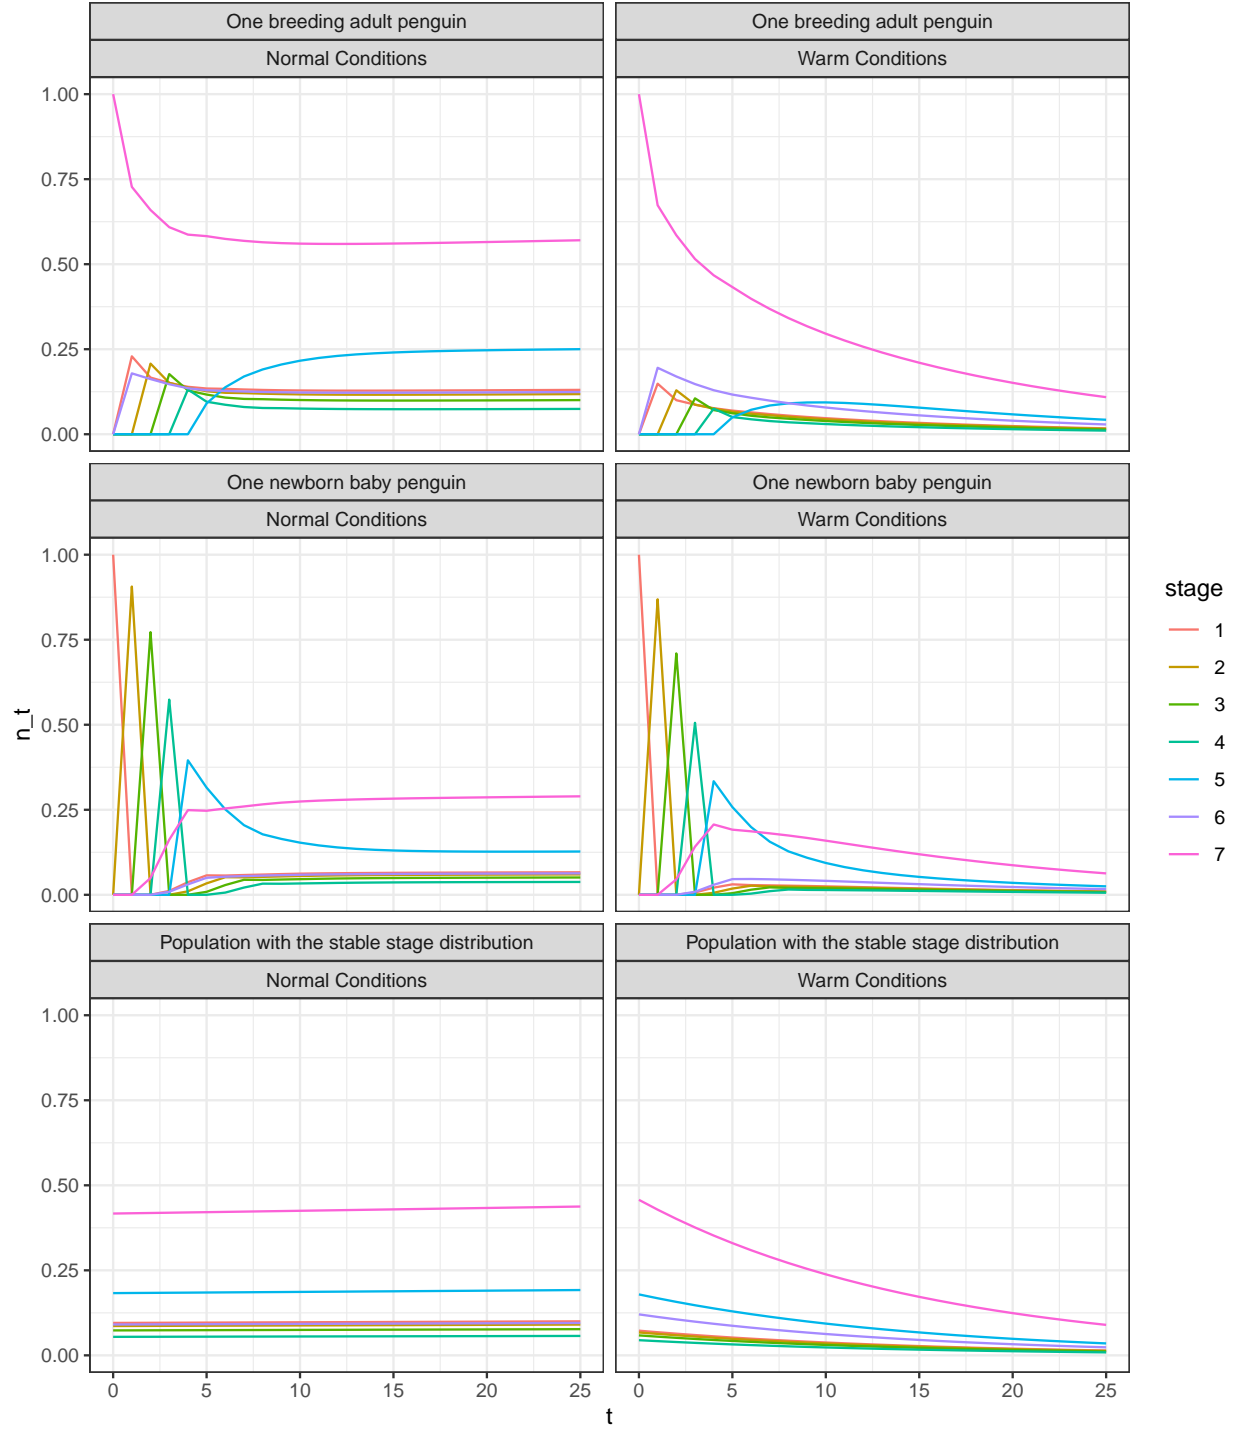 One breeding adult penguin
One breeding adult penguin
Normal Conditions
Warm Conditions
1.00
0.75
0.50
0.25
0.00
One newborn baby penguin
One newborn baby penguin
Normal Conditions
Warm Conditions
1.00
0.75
0.50
0.25
0.00
n_t
Population with the stable stage distribution
Population with the stable stage distribution
Normal Conditions
Warm Conditions
1.00
0.75
0.50
0.25
0.00
0 5 10 15 20 25
0 5 10 15 20 25
t
stage
1
2
3
4
5
6
7